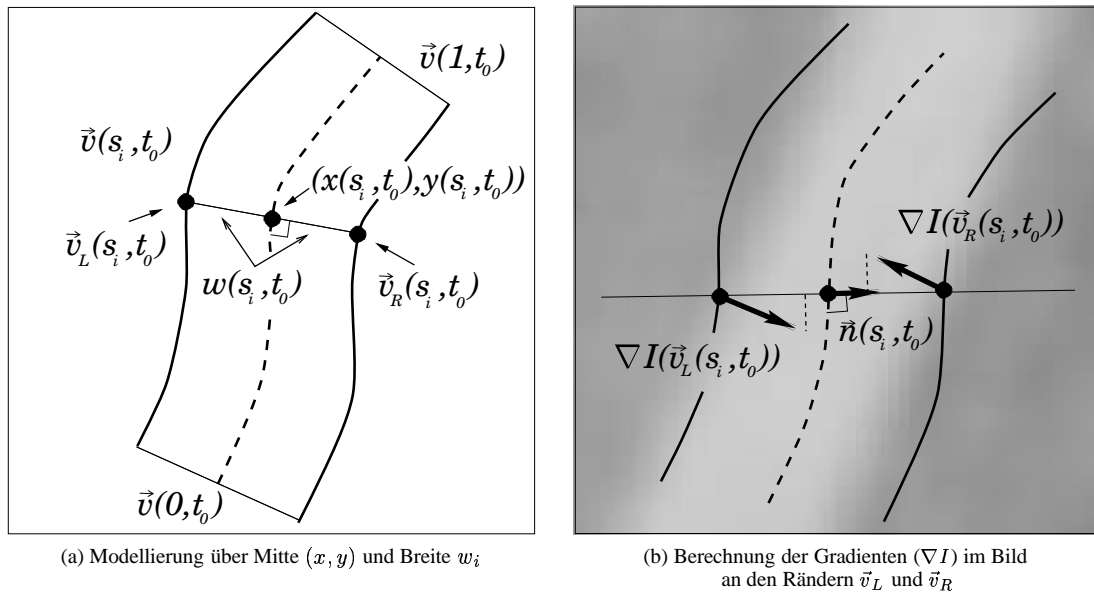 v⃗(1,t₀)
v⃗(sᵢ,t₀)
(x(sᵢ,t₀),y(sᵢ,t₀))
v⃗_L(sᵢ,t₀)
w(sᵢ,t₀)
v⃗_R(sᵢ,t₀)
v⃗(0,t₀)
(a) Modellierung über Mitte (x, y) und Breite wᵢ
∇I(v⃗_R(sᵢ,t₀))
n⃗(sᵢ,t₀)
∇I(v⃗_L(sᵢ,t₀))
(b) Berechnung der Gradienten (∇I) im Bild
an den Rändern v⃗_L und v⃗_R